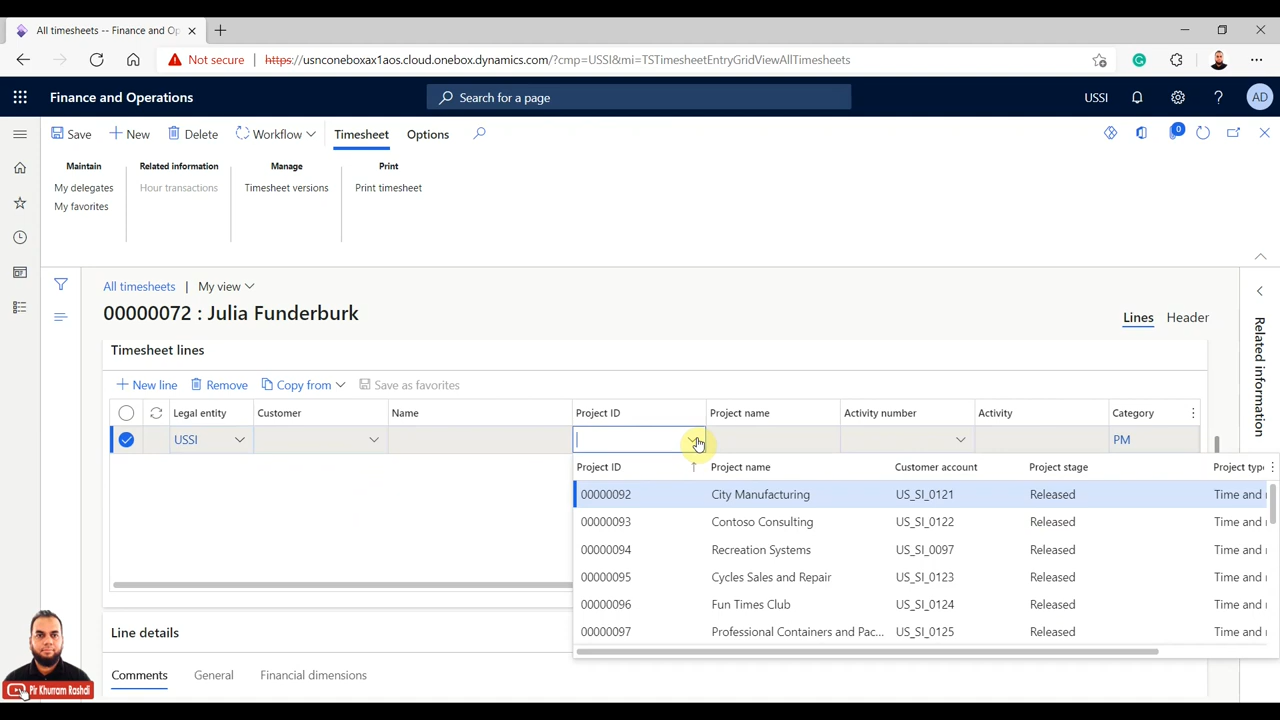 All timesheets -- Finance and Op
Not secure
https://usnconeboxax1aos.cloud.onebox.dynamics.com/?cmp=USSI&mi=TSTimesheetEntryGridViewAllTimesheets
Finance and Operations
Search for a page
USSI
?
AD
Save
New
Delete
Workflow
Timesheet
Options
0
Maintain
Related information
Manage
Print
My delegates
Hour transactions
Timesheet versions
Print timesheet
My favorites
All timesheets | My view
00000072 : Julia Funderburk
Lines
Header
Related information
Timesheet lines
New line
Remove
Copy from
Save as favorites
Legal entity
Customer
Name
Project ID
Project name
Activity number
Activity
Category
USSI
PM
Project ID
Project name
Customer account
Project stage
Project type
00000092 City Manufacturing US_SI_0121 Released Time and
00000093 Contoso Consulting US_SI_0122 Released Time and
00000094 Recreation Systems US_SI_0097 Released Time and
00000095 Cycles Sales and Repair US_SI_0123 Released Time and
00000096 Fun Times Club US_SI_0124 Released Time and
00000097 Professional Containers and Pac... US_SI_0125 Released Time and
Line details
Comments
General
Financial dimensions
Pir Khurram Rashdi